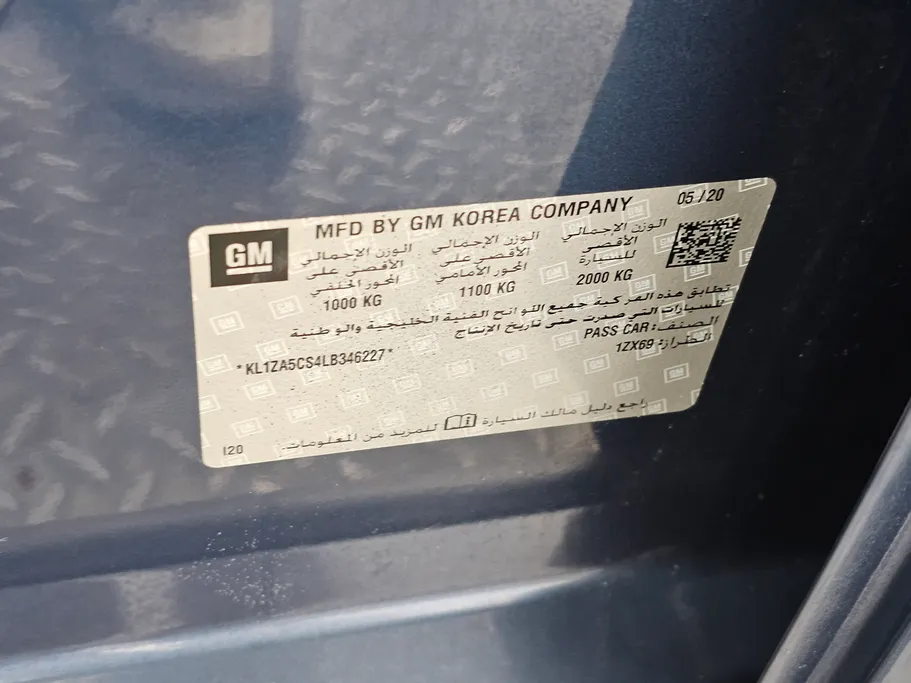 MFD BY GM KOREA COMPANY 05/20
GM
الوزن الإجمالي الأقصى على المحور الخلفي
1000 KG
الوزن الإجمالي الأقصى على المحور الأمامي
1100 KG
الوزن الإجمالي الأقصى للسيارة
2000 KG
تطابق هذه المركبة جميع اللوائح الفنية الخليجية والوطنية
للسيارات التي صدرت حتى تاريخ الإنتاج
الصنف: PASS CAR
الطراز: 1ZX69
*KL1ZA5CS4LB346227*
راجع دليل مالك السيارة للمزيد من المعلومات.
I20